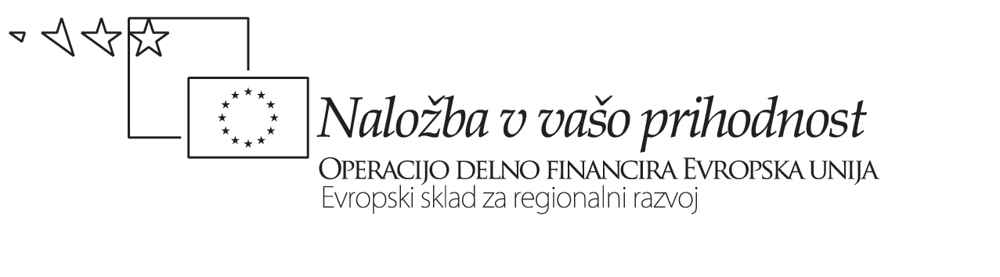 Naložba v vašo prihodnost
OPERACIJO DELNO FINANCIRA EVROPSKA UNIJA
Evropski sklad za regionalni razvoj